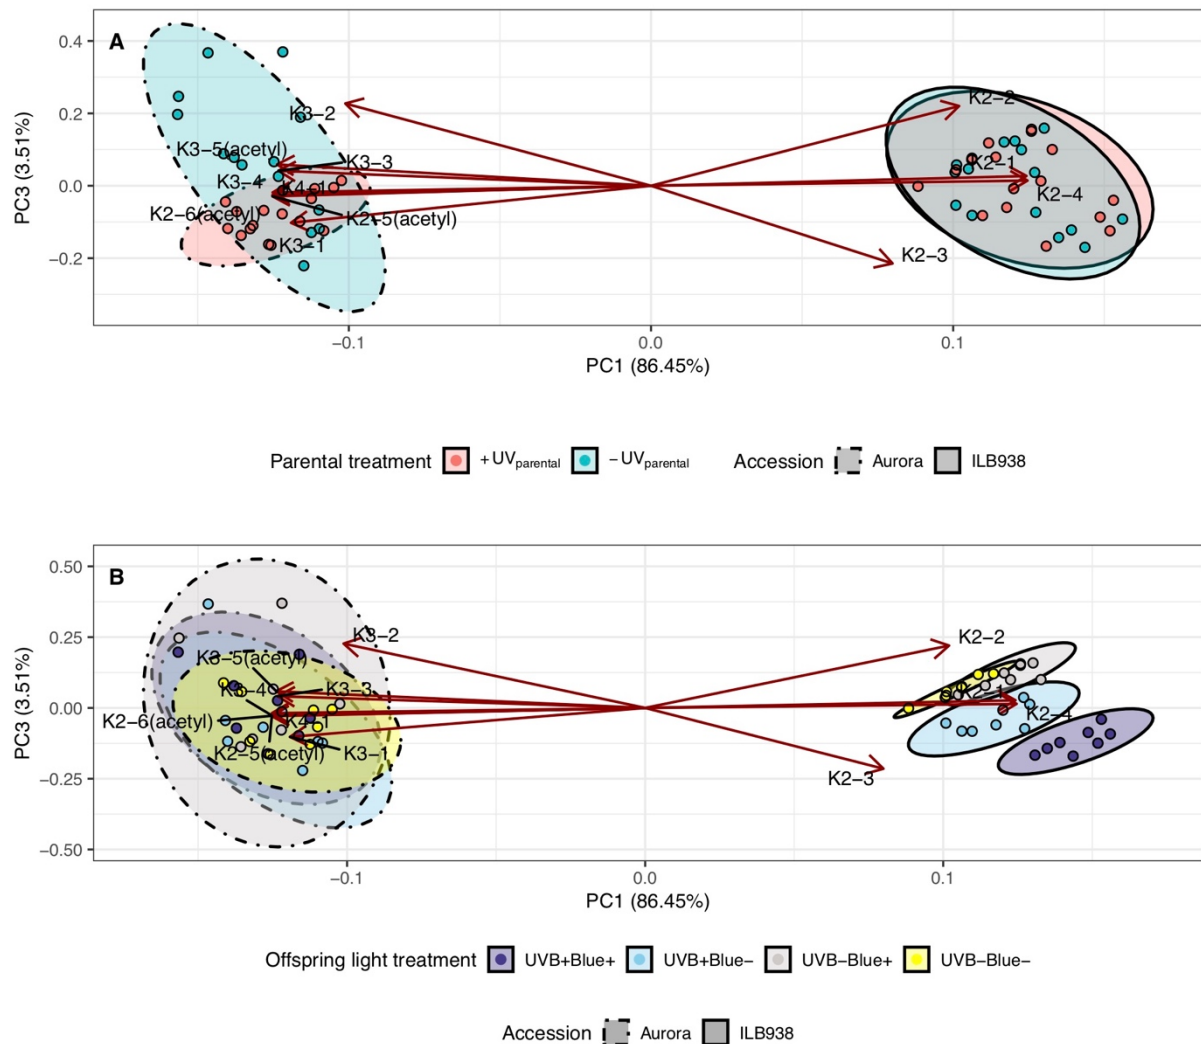 A
0.4
0.2
0.0
−0.2
PC3 (3.51%)
K3−2
K2−2
K3−5(acetyl)
K3−3
K2−1
K3−4
K4−1
K2−4
K2−6(acetyl)
K2−5(acetyl)
K3−1
K2−3
−0.1
0.0
0.1
PC1 (86.45%)
Parental treatment +UVparental −UVparental Accession Aurora ILB938
B
0.50
0.25
0.00
−0.25
−0.50
PC3 (3.51%)
K3−2
K2−2
K3−5(acetyl)
K3−4
K3−3
K2−1
K2−6(acetyl)
K4−1
K2−4
K2−5(acetyl)
K3−1
K2−3
−0.1
0.0
0.1
PC1 (86.45%)
Offspring light treatment UVB+Blue+ UVB+Blue− UVB−Blue+ UVB−Blue−
Accession Aurora ILB938